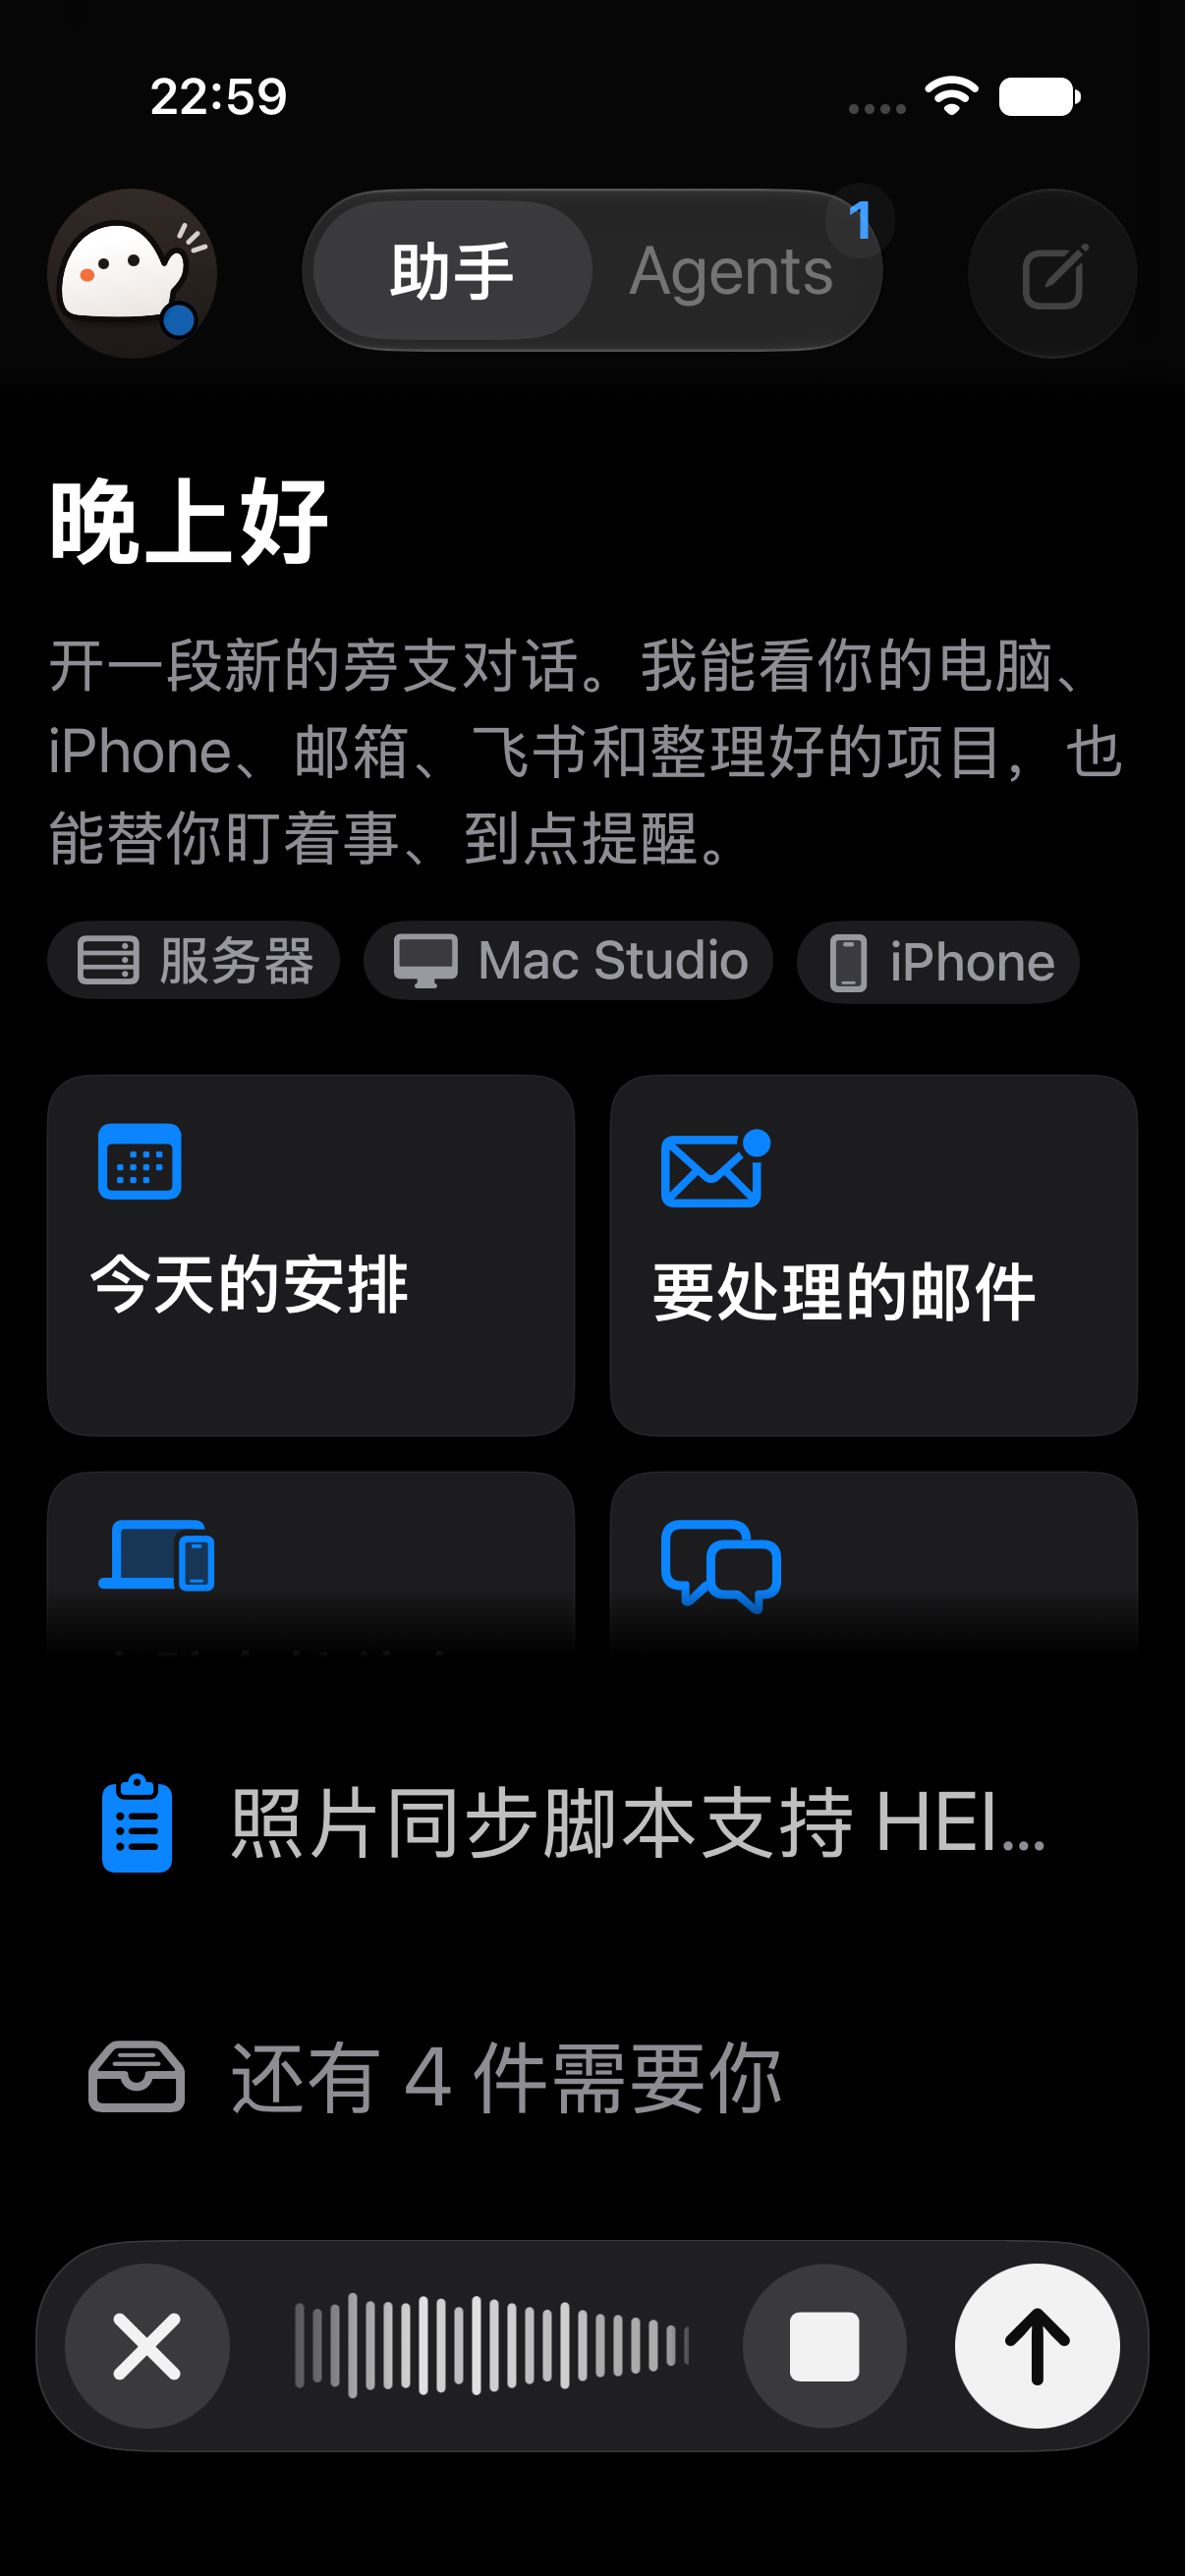 22:59
助手
Agents
1
晚上好
开一段新的旁支对话。我能看你的电脑、
iPhone、邮箱、飞书和整理好的项目，也
能替你盯着事、到点提醒。
服务器
Mac Studio
iPhone
今天的安排
要处理的邮件
照片同步脚本支持 HEI...
还有 4 件需要你